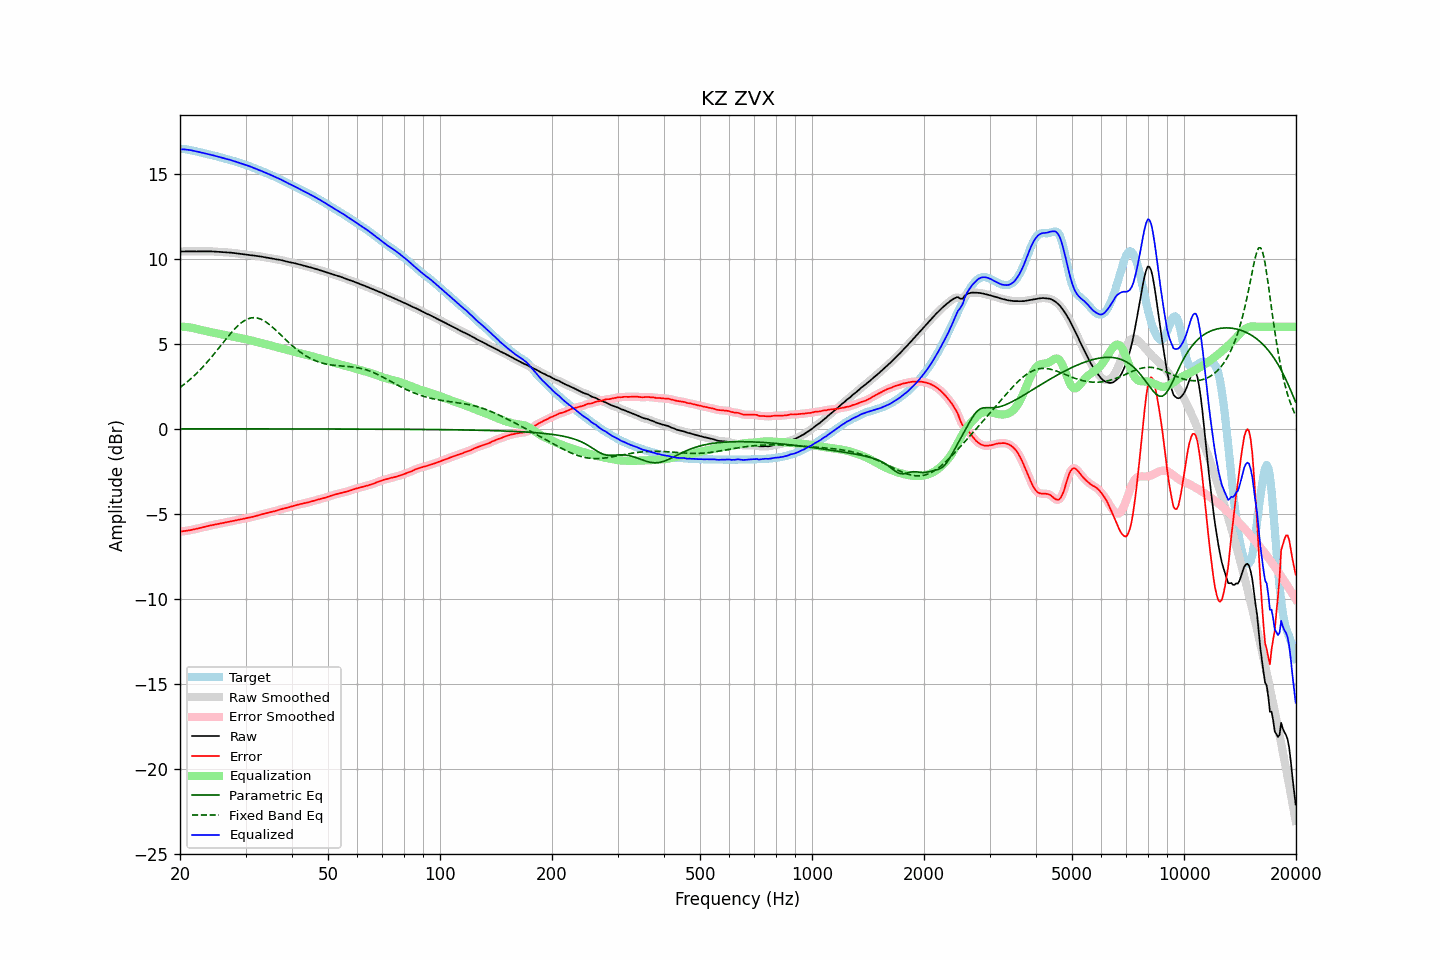 KZ ZVX
15
10
5
0
−5
−10
−15
−20
−25
Amplitude (dBr)
Target
Raw Smoothed
Error Smoothed
Raw
Error
Equalization
Parametric Eq
Fixed Band Eq
Equalized
20
50
100
200
500
1000
2000
5000
10000
20000
Frequency (Hz)